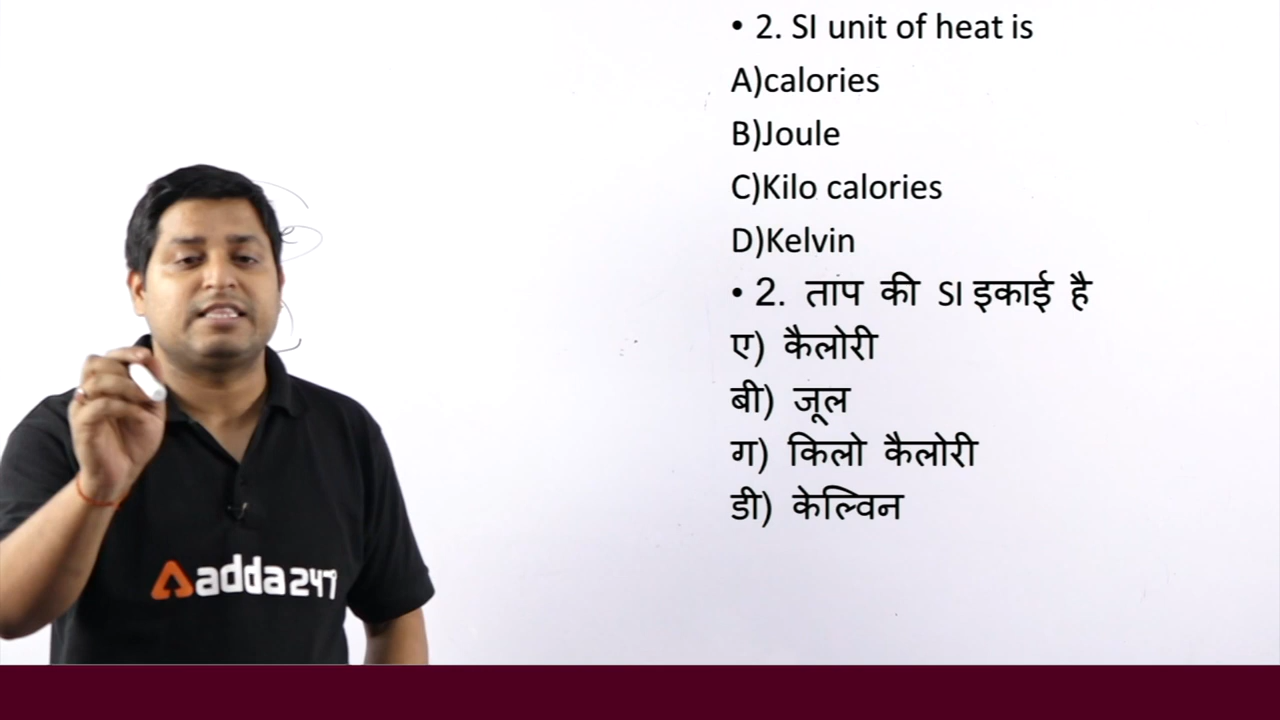 • 2. SI unit of heat is
A)calories
B)Joule
C)Kilo calories
D)Kelvin
• 2. ताप की SI इकाई है
ए) कैलोरी
बी) जूल
ग) किलो कैलोरी
डी) केल्विन
adda247